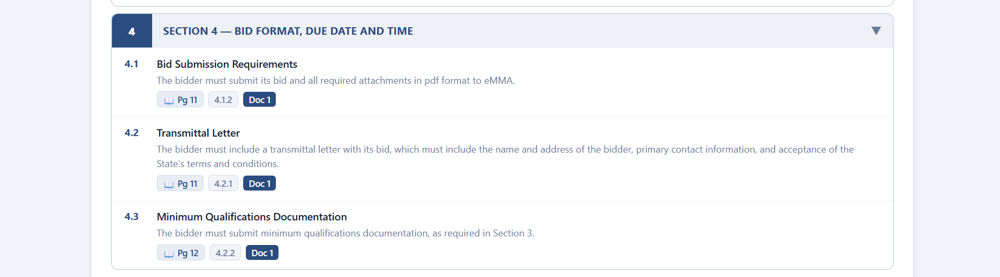 4 SECTION 4 — BID FORMAT, DUE DATE AND TIME ▼
4.1 Bid Submission Requirements
The bidder must submit its bid and all required attachments in pdf format to eMMA.
📖 Pg 11 4.1.2 Doc 1
4.2 Transmittal Letter
The bidder must include a transmittal letter with its bid, which must include the name and address of the bidder, primary contact information, and acceptance of the
State's terms and conditions.
📖 Pg 11 4.2.1 Doc 1
4.3 Minimum Qualifications Documentation
The bidder must submit minimum qualifications documentation, as required in Section 3.
📖 Pg 12 4.2.2 Doc 1